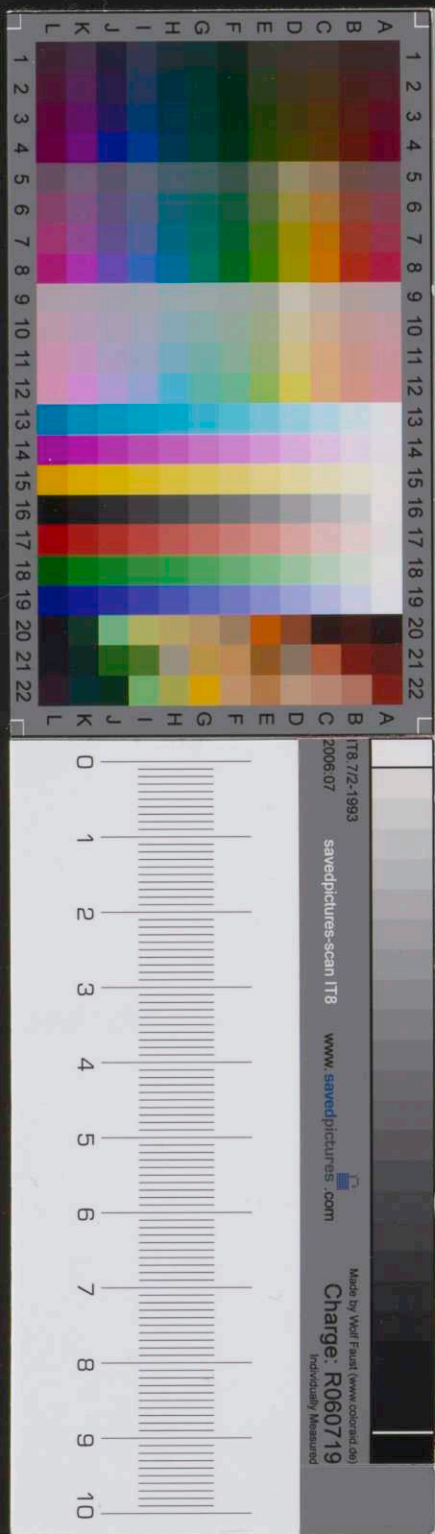 1 2 3 4 5 6 7 8 9 10 11 12 13 14 15 16 17 18 19 20 21 22
A A
B B
C C
D D
E E
F F
G G
H H
I I
J J
K K
L L
1 2 3 4 5 6 7 8 9 10 11 12 13 14 15 16 17 18 19 20 21 22
IT8.7/2-1993
2006:07
savedpictures-scan IT8
www.savedpictures.com
Made by Wolf Faust (www.coloraid.de)
Charge: R060719
Individually Measured
0 1 2 3 4 5 6 7 8 9 10